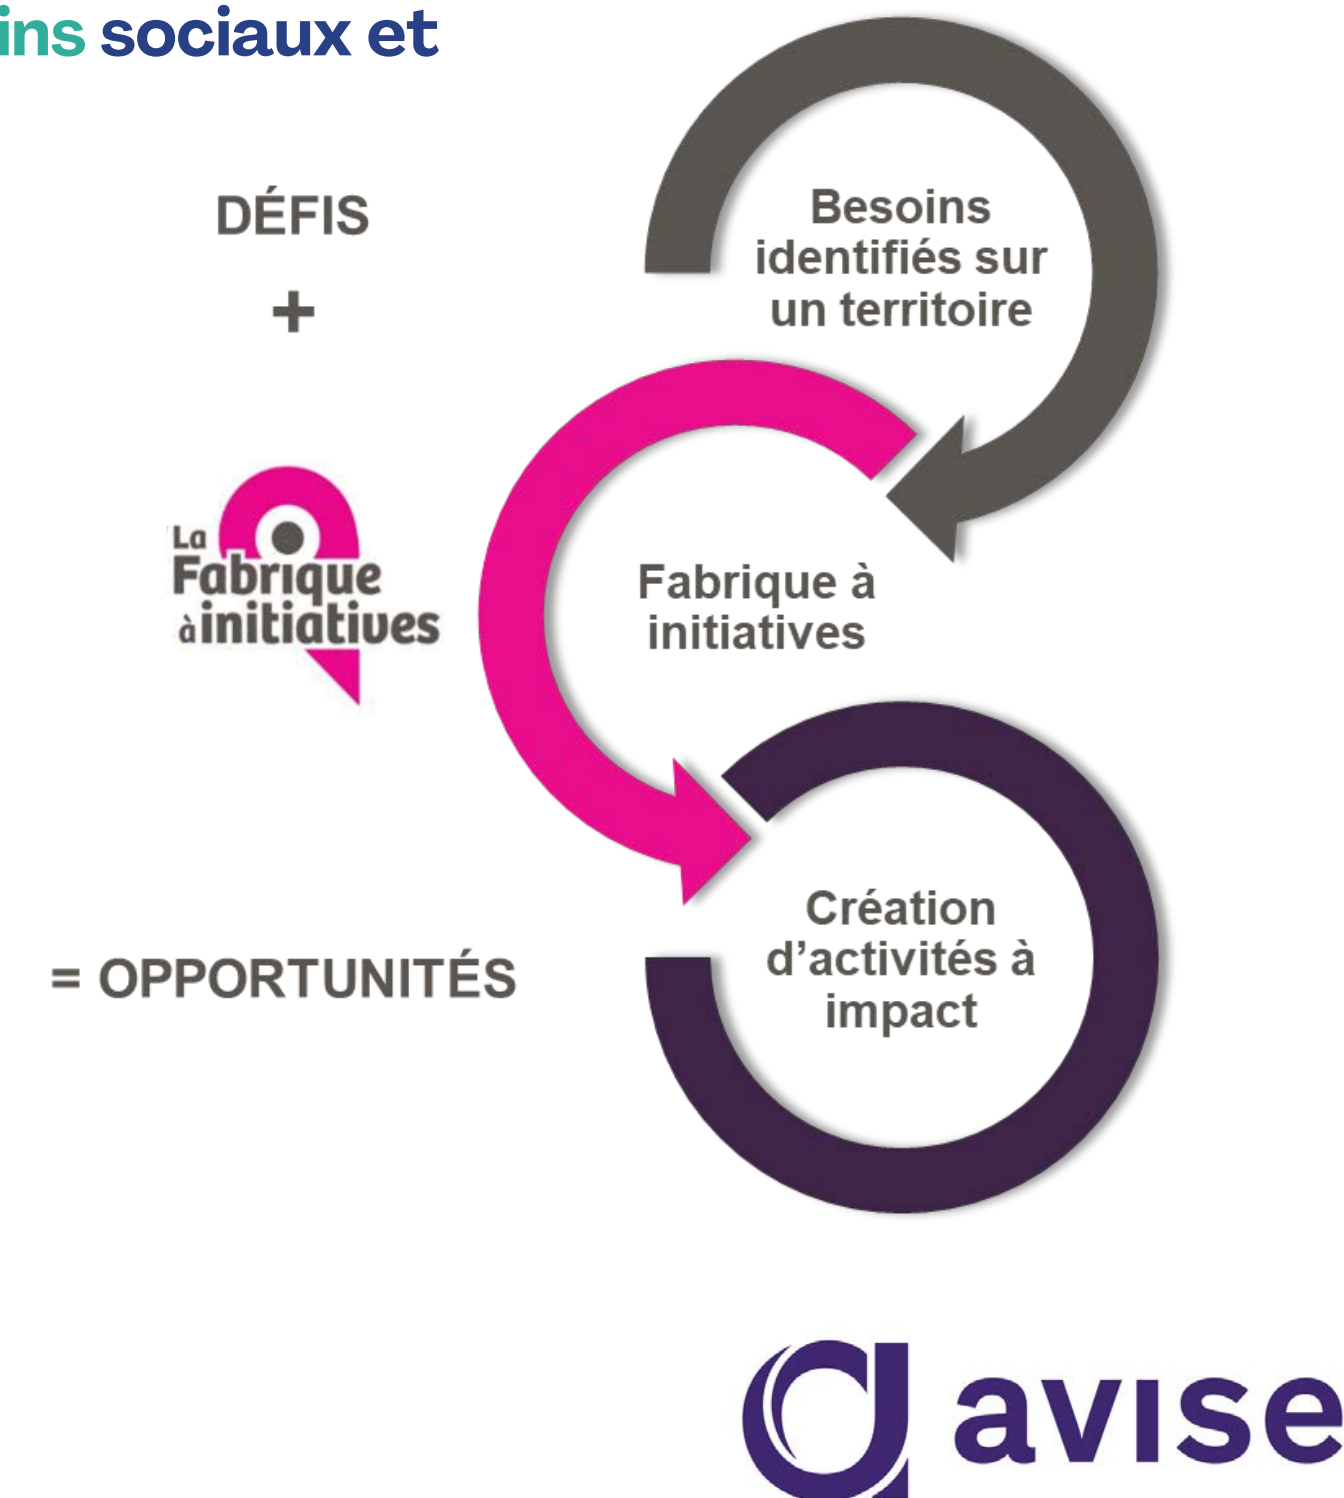 ins sociaux et
DÉFIS
+
La
Fabrique
à initiatives
= OPPORTUNITÉS
Besoins
identifiés sur
un territoire
Fabrique à
initiatives
Création
d’activités à
impact
avise